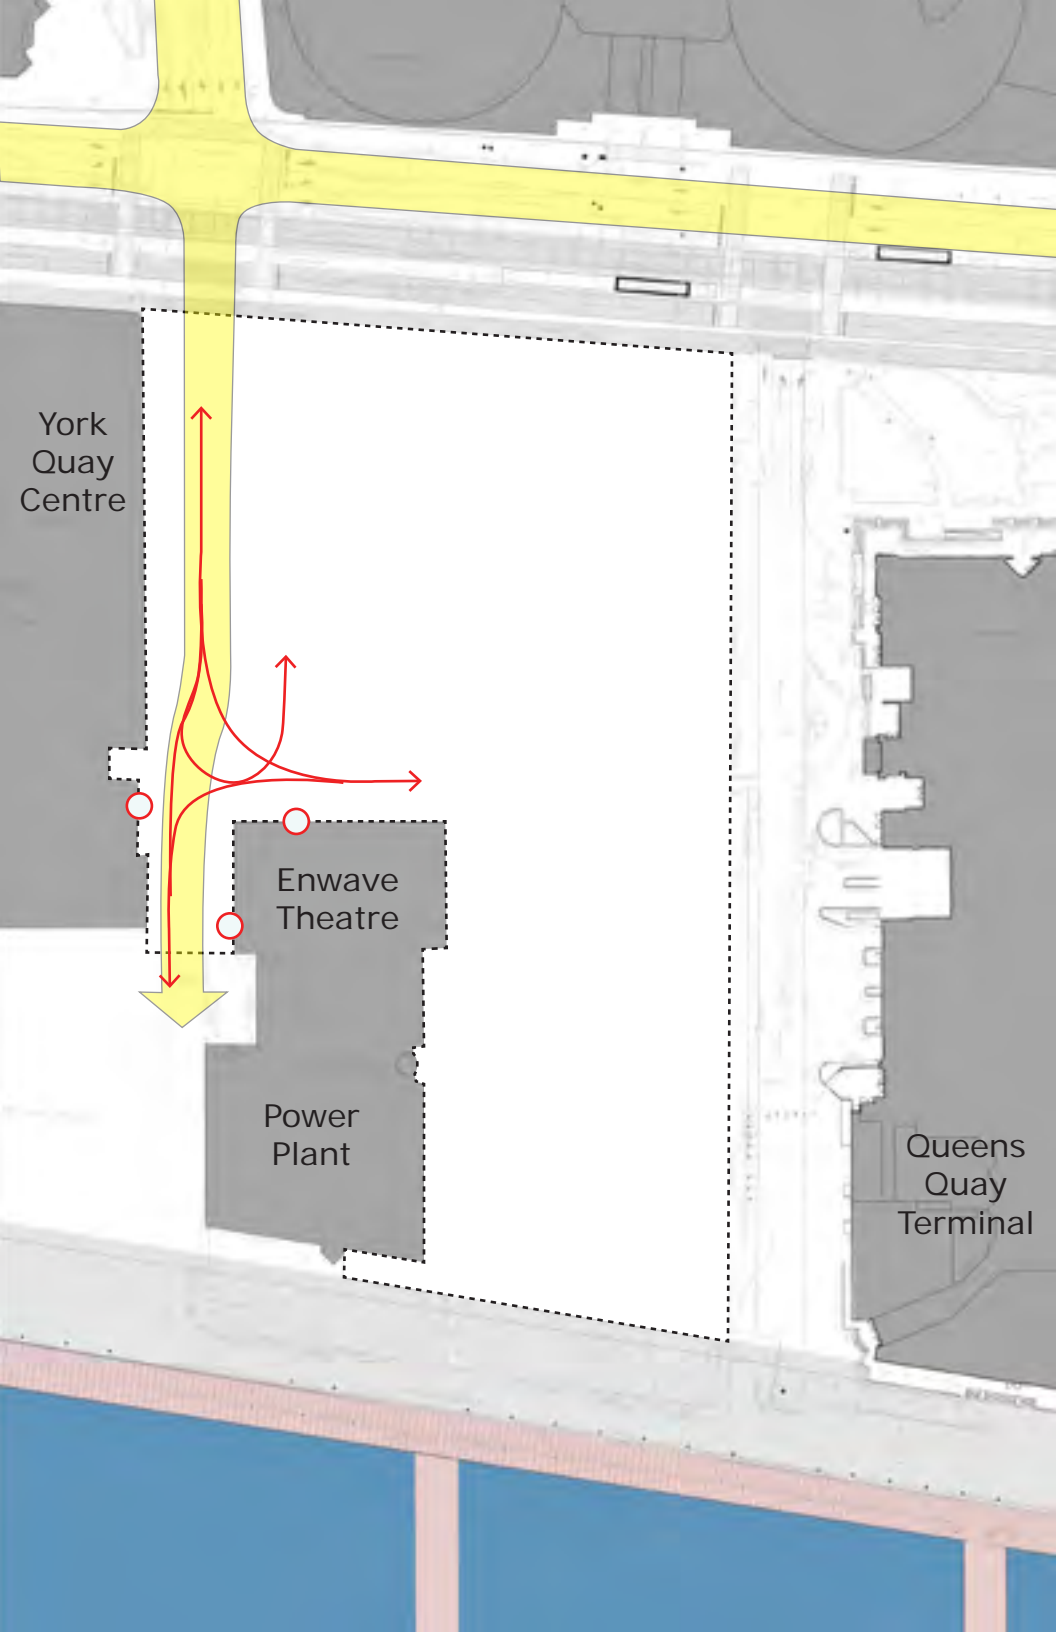 York
Quay
Centre
Enwave
Theatre
Power
Plant
Queens
Quay
Terminal